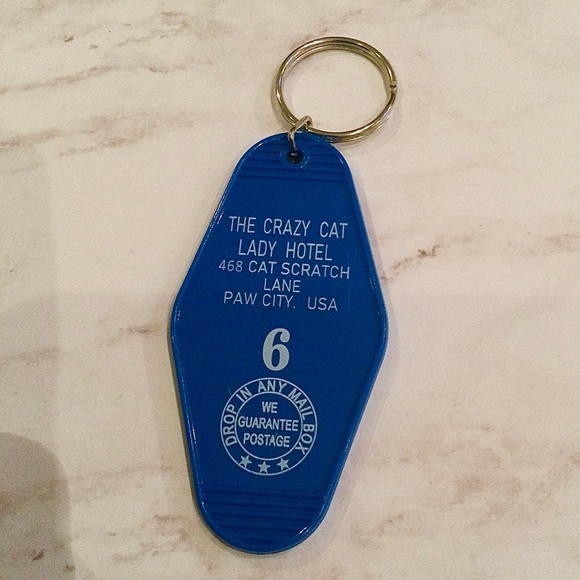 THE CRAZY CAT
LADY HOTEL
468 CAT SCRATCH
LANE
PAW CITY. USA
6
DROP IN ANY MAIL BOX
WE
GUARANTEE
POSTAGE